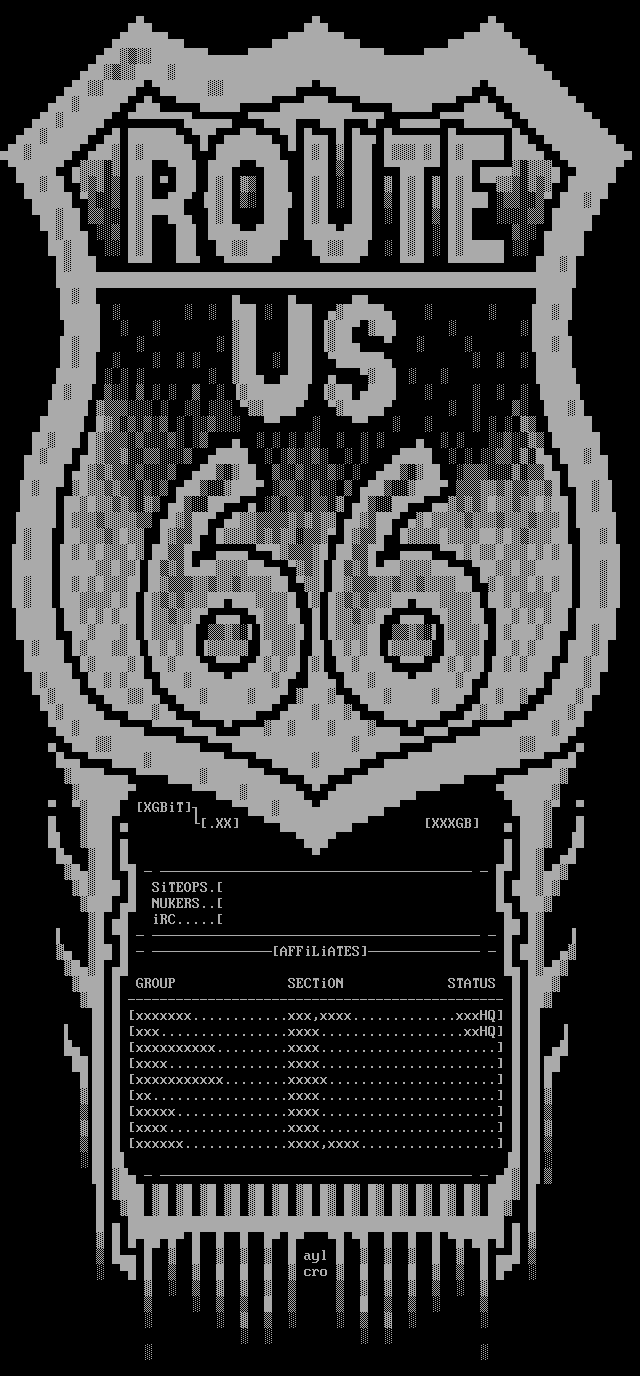 ROUTE
US
66
[XGBiT]┐
└[.XX] [XXXGB]
SiTEOPS.[
NUKERS..[
iRC.....[
[AFFiLiATES]
GROUP SECTiON STATUS
[xxxxxxx............xxx,xxxx.............xxxHQ]
[xxx................xxxx..................xxHQ]
[xxxxxxxxxx.........xxxx......................]
[xxxx...............xxxx......................]
[xxxxxxxxxxx........xxxxx.....................]
[xx.................xxxx......................]
[xxxxx..............xxxx......................]
[xxxx...............xxxx......................]
[xxxxxx.............xxxx,xxxx.................]
ayl
cro